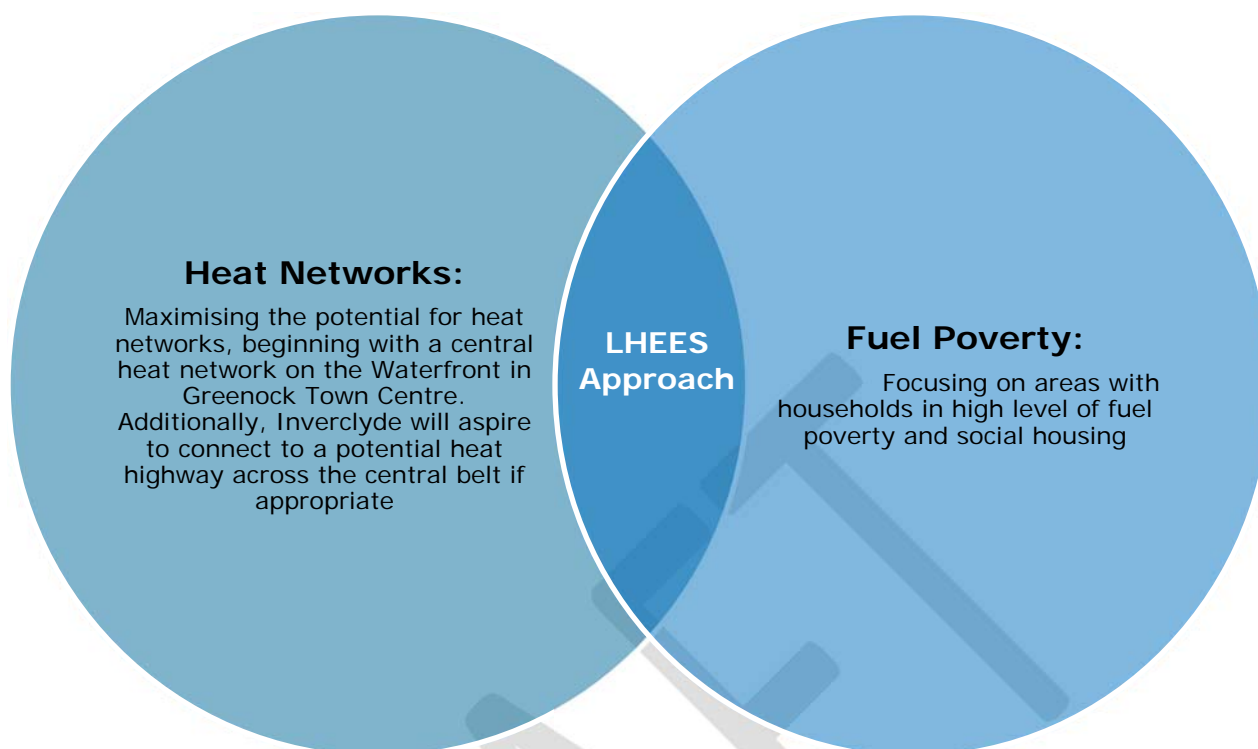 Heat Networks:
Maximising the potential for heat
networks, beginning with a central
heat network on the Waterfront in
Greenock Town Centre.
Additionally, Inverclyde will aspire
to connect to a potential heat
highway across the central belt if
appropriate
LHEES
Approach
Fuel Poverty:
Focusing on areas with
households in high level of fuel
poverty and social housing